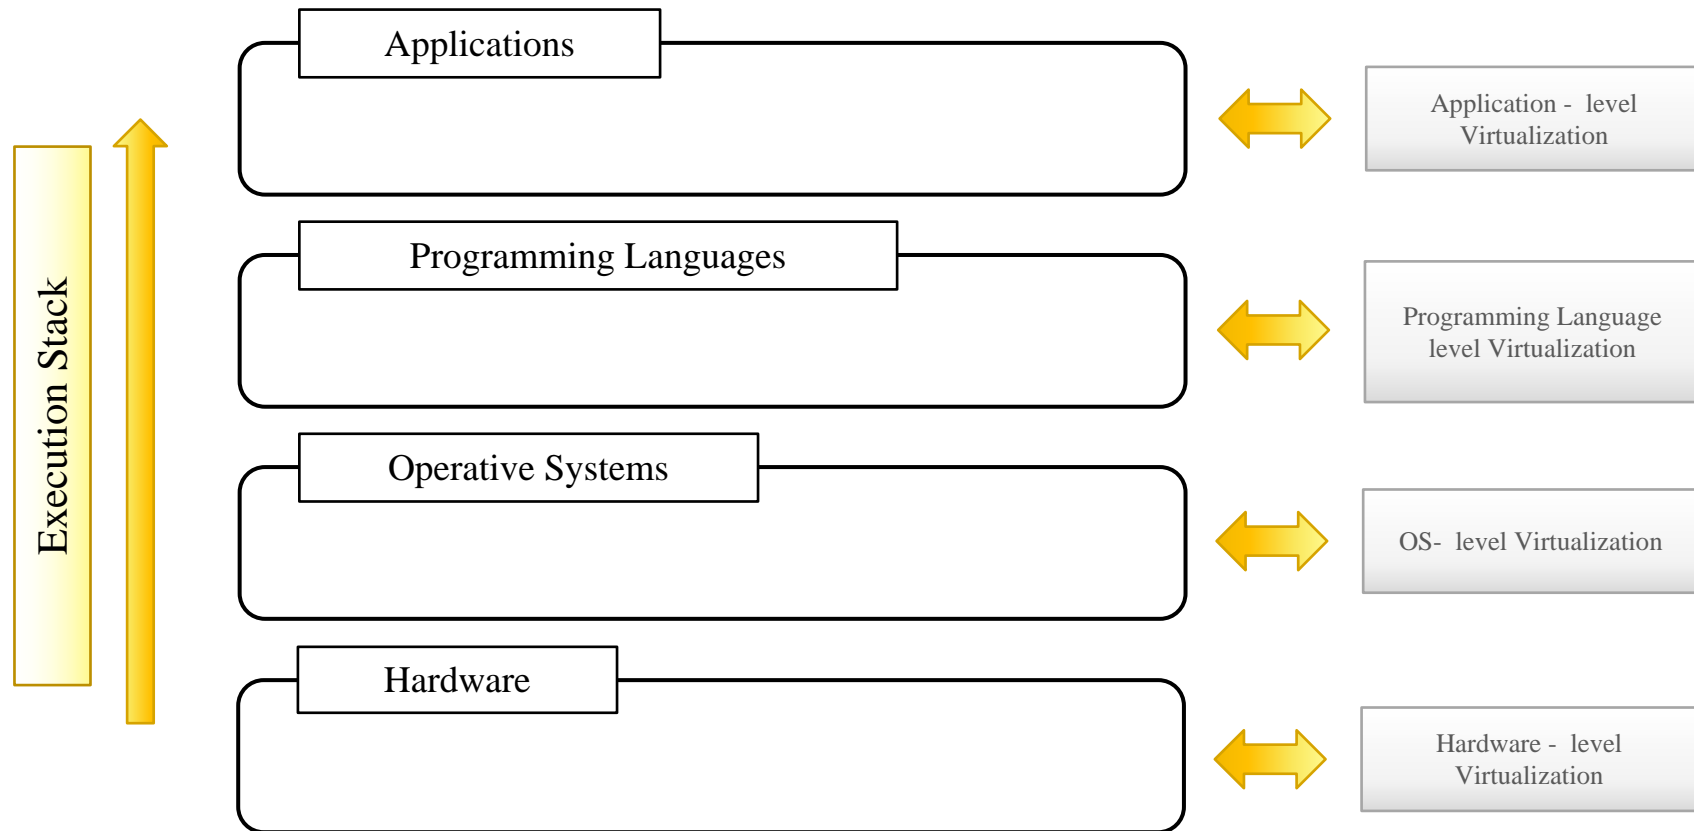 Execution Stack
Applications
Application -  level
Virtualization
Programming Languages
Programming Language
level Virtualization
Operative Systems
OS-  level Virtualization
Hardware
Hardware -  level
Virtualization